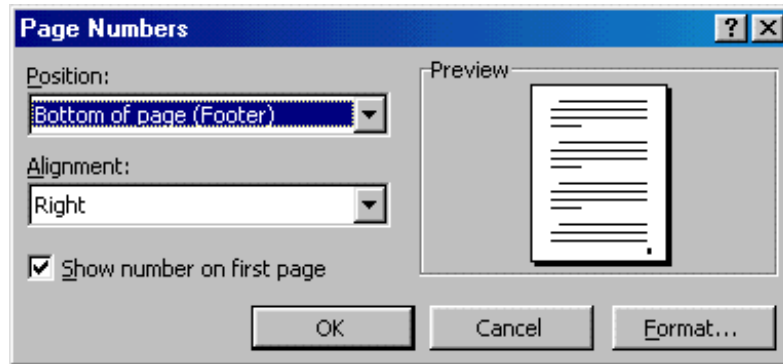 Page Numbers
Position:
Bottom of page (Footer)
Alignment:
Right
Show number on first page
Preview
OK
Cancel
Format...